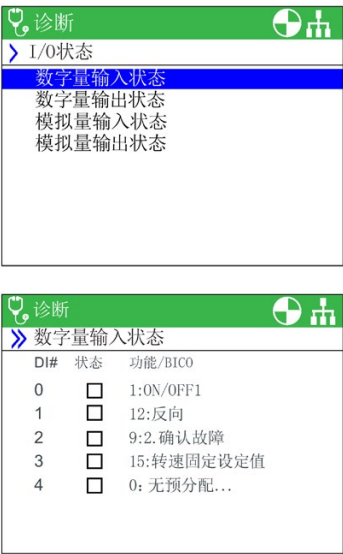 诊断
I/O状态
数字量输入状态
数字量输出状态
模拟量输入状态
模拟量输出状态
诊断
数字量输入状态
DI# 状态 功能/BICO
0 1:ON/OFF1
1 12:反向
2 9:2.确认故障
3 15:转速固定设定值
4 0: 无预分配...